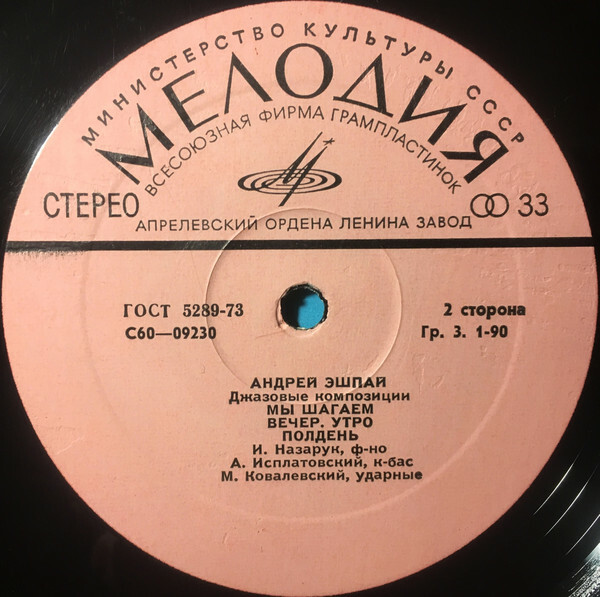 МИНИСТЕРСТВО КУЛЬТУРЫ СССР
МЕЛОДИЯ
ВСЕСОЮЗНАЯ ФИРМА ГРАМПЛАСТИНОК
СТЕРЕО
33
АПРЕЛЕВСКИЙ ОРДЕНА ЛЕНИНА ЗАВОД
ГОСТ 5289-73
2 сторона
С60—09230
Гр. 3. 1-90
АНДРЕЙ ЭШПАЙ
Джазовые композиции
МЫ ШАГАЕМ
ВЕЧЕР. УТРО
ПОЛДЕНЬ
И. Назарук, ф-но
А. Исплатовский, к-бас
М. Ковалевский, ударные